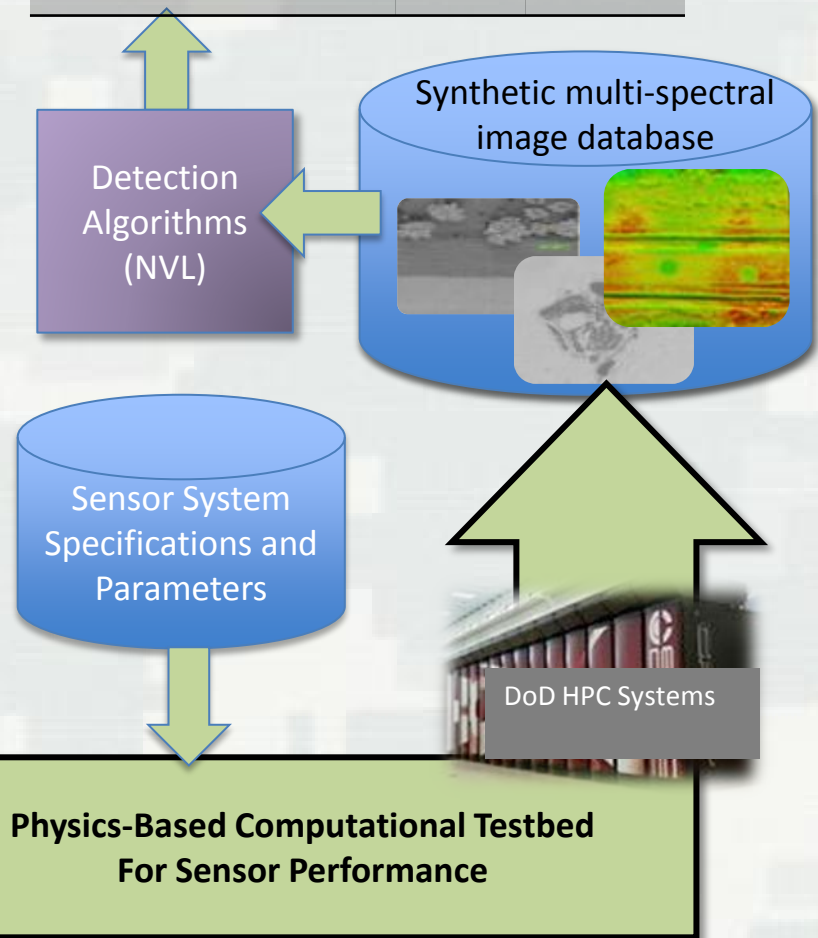 Synthetic multi-spectral
image database
Detection
Algorithms
(NVL)
Sensor System
Specifications and
Parameters
DoD HPC Systems
Physics-Based Computational Testbed
For Sensor Performance